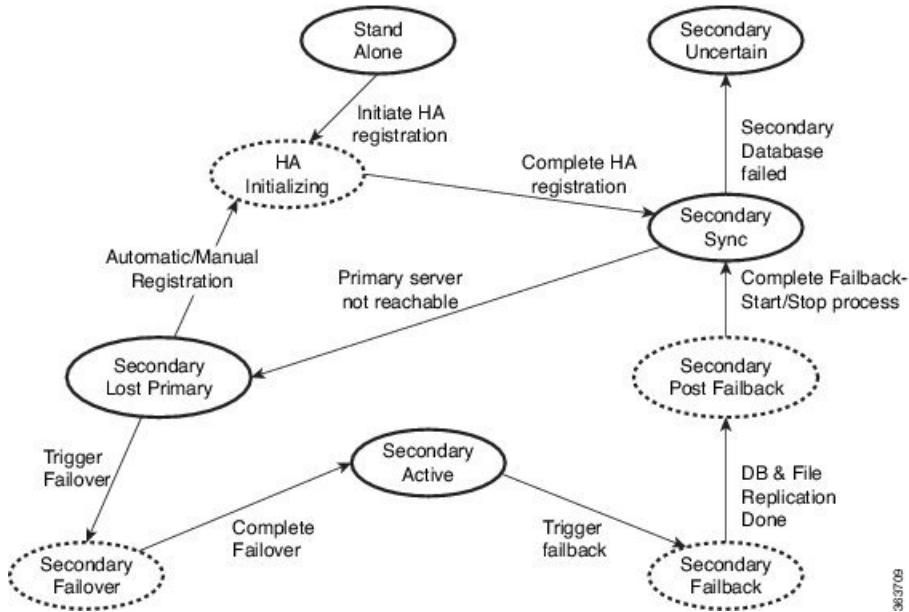 Stand
Alone
Secondary
Uncertain
Initiate HA
registration
Secondary
Database
failed
HA
Initializing
Complete HA
registration
Secondary
Sync
Automatic/Manual
Registration
Primary server
not reachable
Complete Failback-
Start/Stop process
Secondary
Lost Primary
Secondary
Post Failback
Trigger
Failover
Secondary
Active
DB & File
Replication
Done
Complete
Failover
Trigger
failback
Secondary
Failover
Secondary
Failback
363709